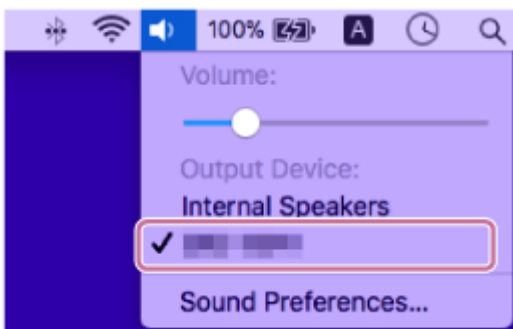 100% A
Volume:
Output Device:
Internal Speakers
Sound Preferences...